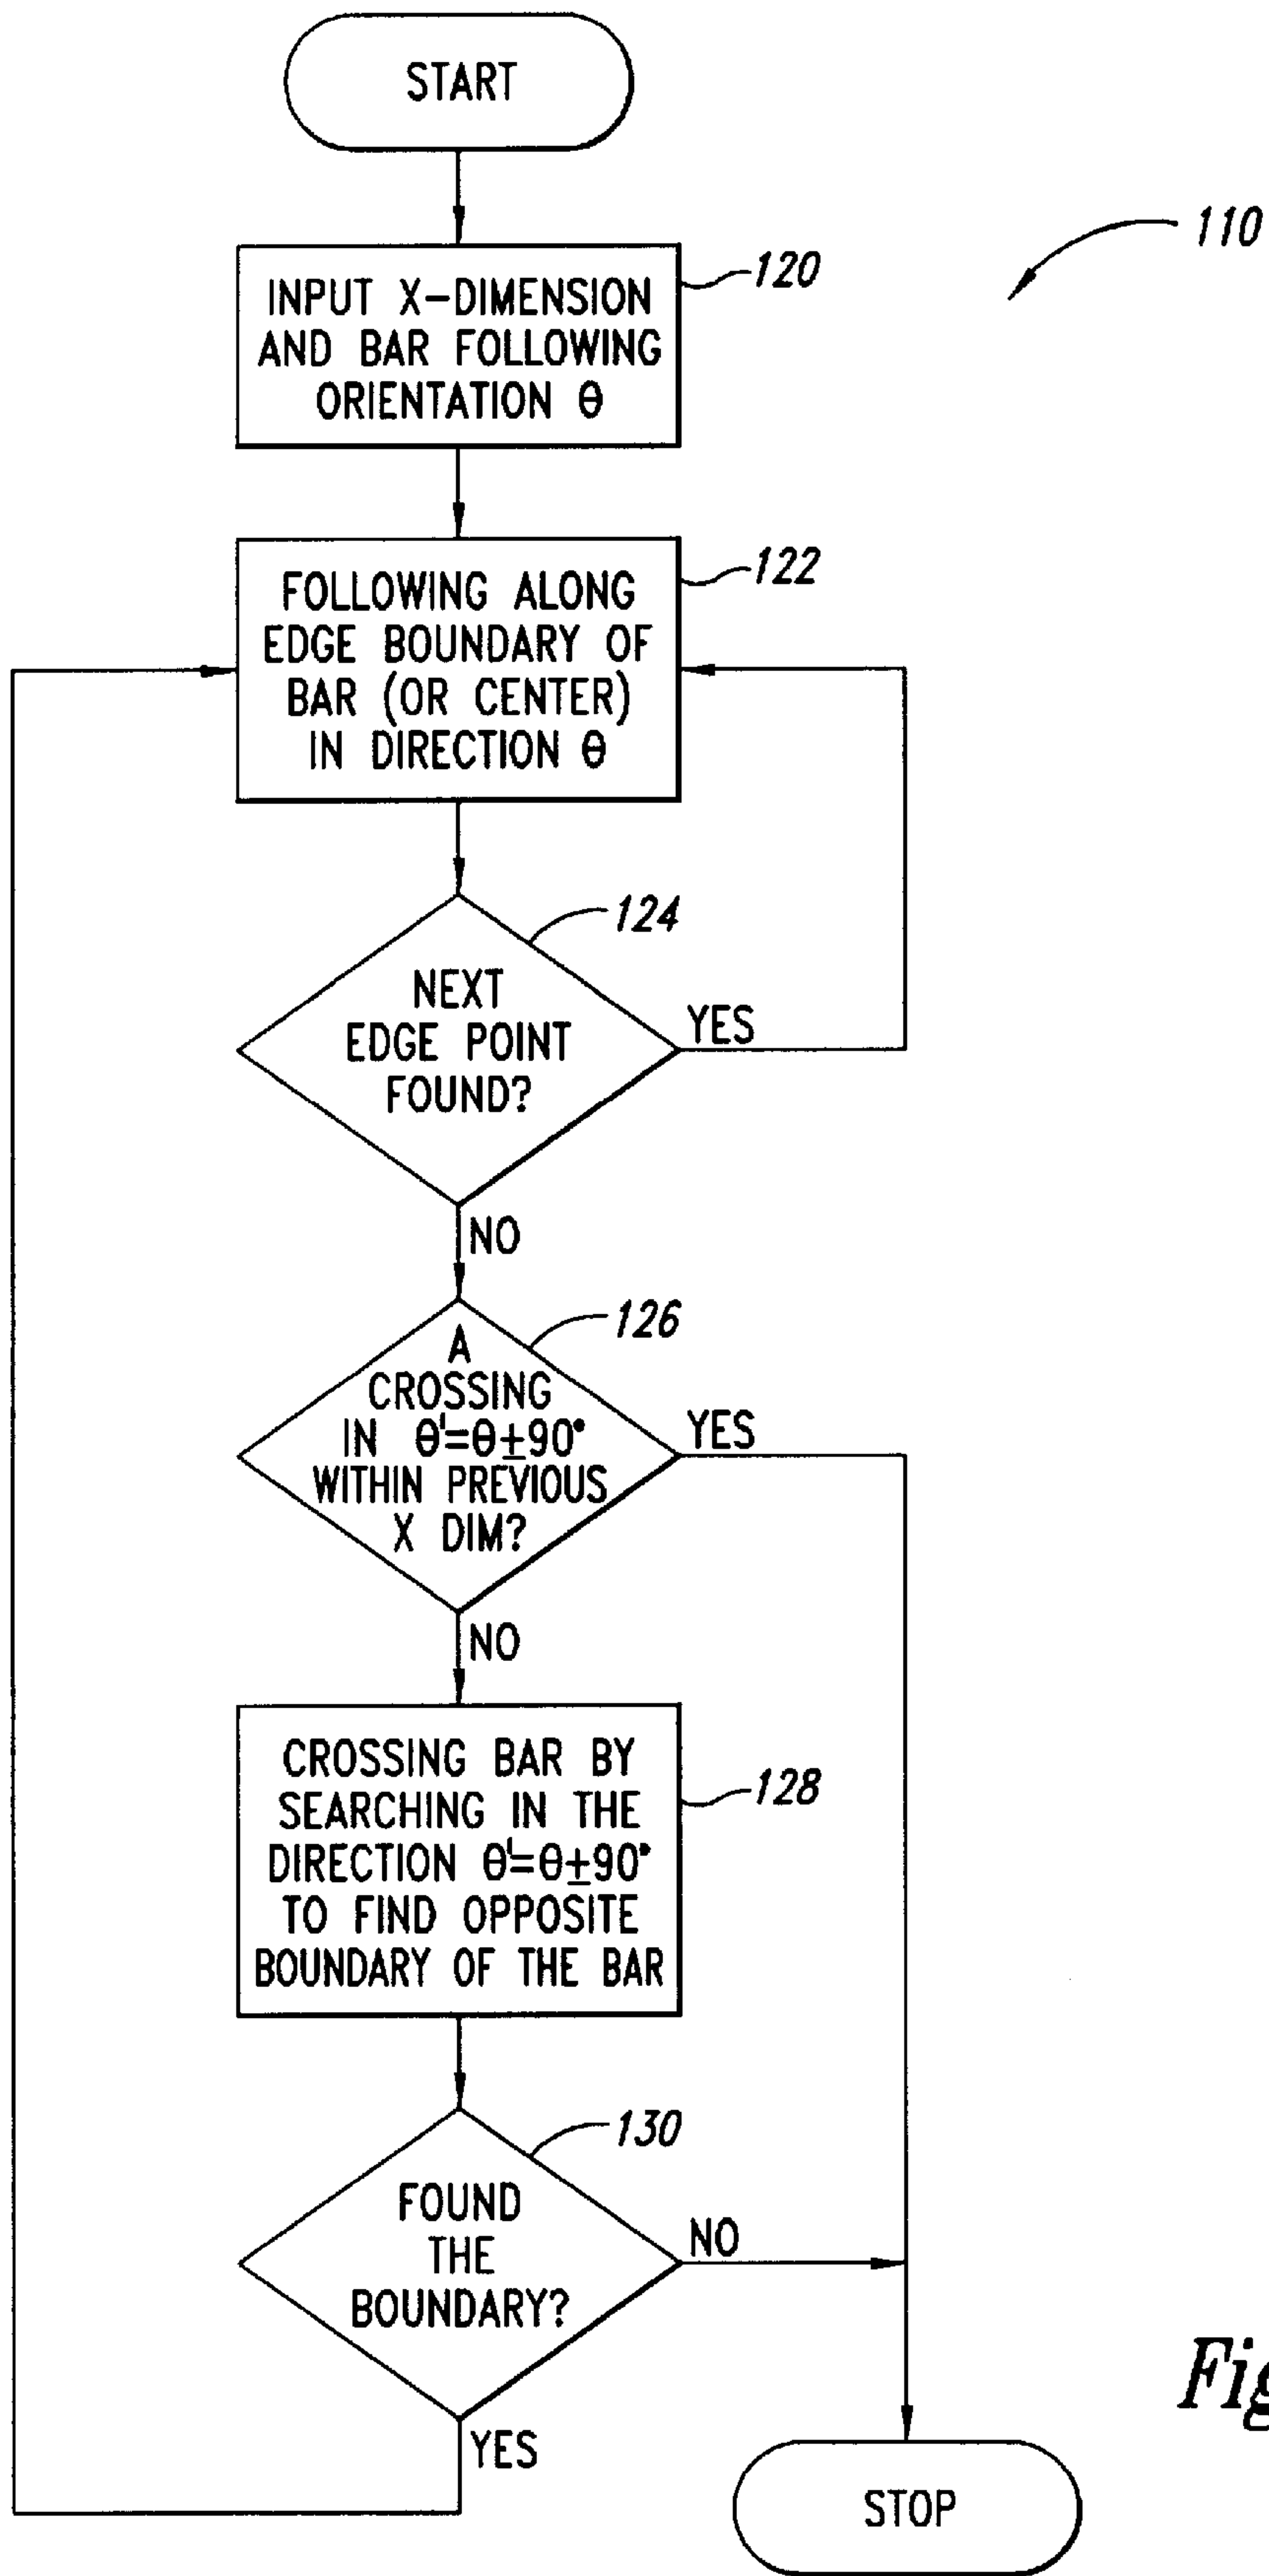 START
110
INPUT X-DIMENSION
AND BAR FOLLOWING
ORIENTATION θ
120
FOLLOWING ALONG
EDGE BOUNDARY OF
BAR (OR CENTER)
IN DIRECTION θ
122
NEXT
EDGE POINT
FOUND?
124
YES
NO
A
CROSSING
IN θ'=θ±90°
WITHIN PREVIOUS
X DIM?
126
YES
NO
CROSSING BAR BY
SEARCHING IN THE
DIRECTION θ'=θ±90°
TO FIND OPPOSITE
BOUNDARY OF THE BAR
128
FOUND
THE
BOUNDARY?
130
NO
YES
STOP